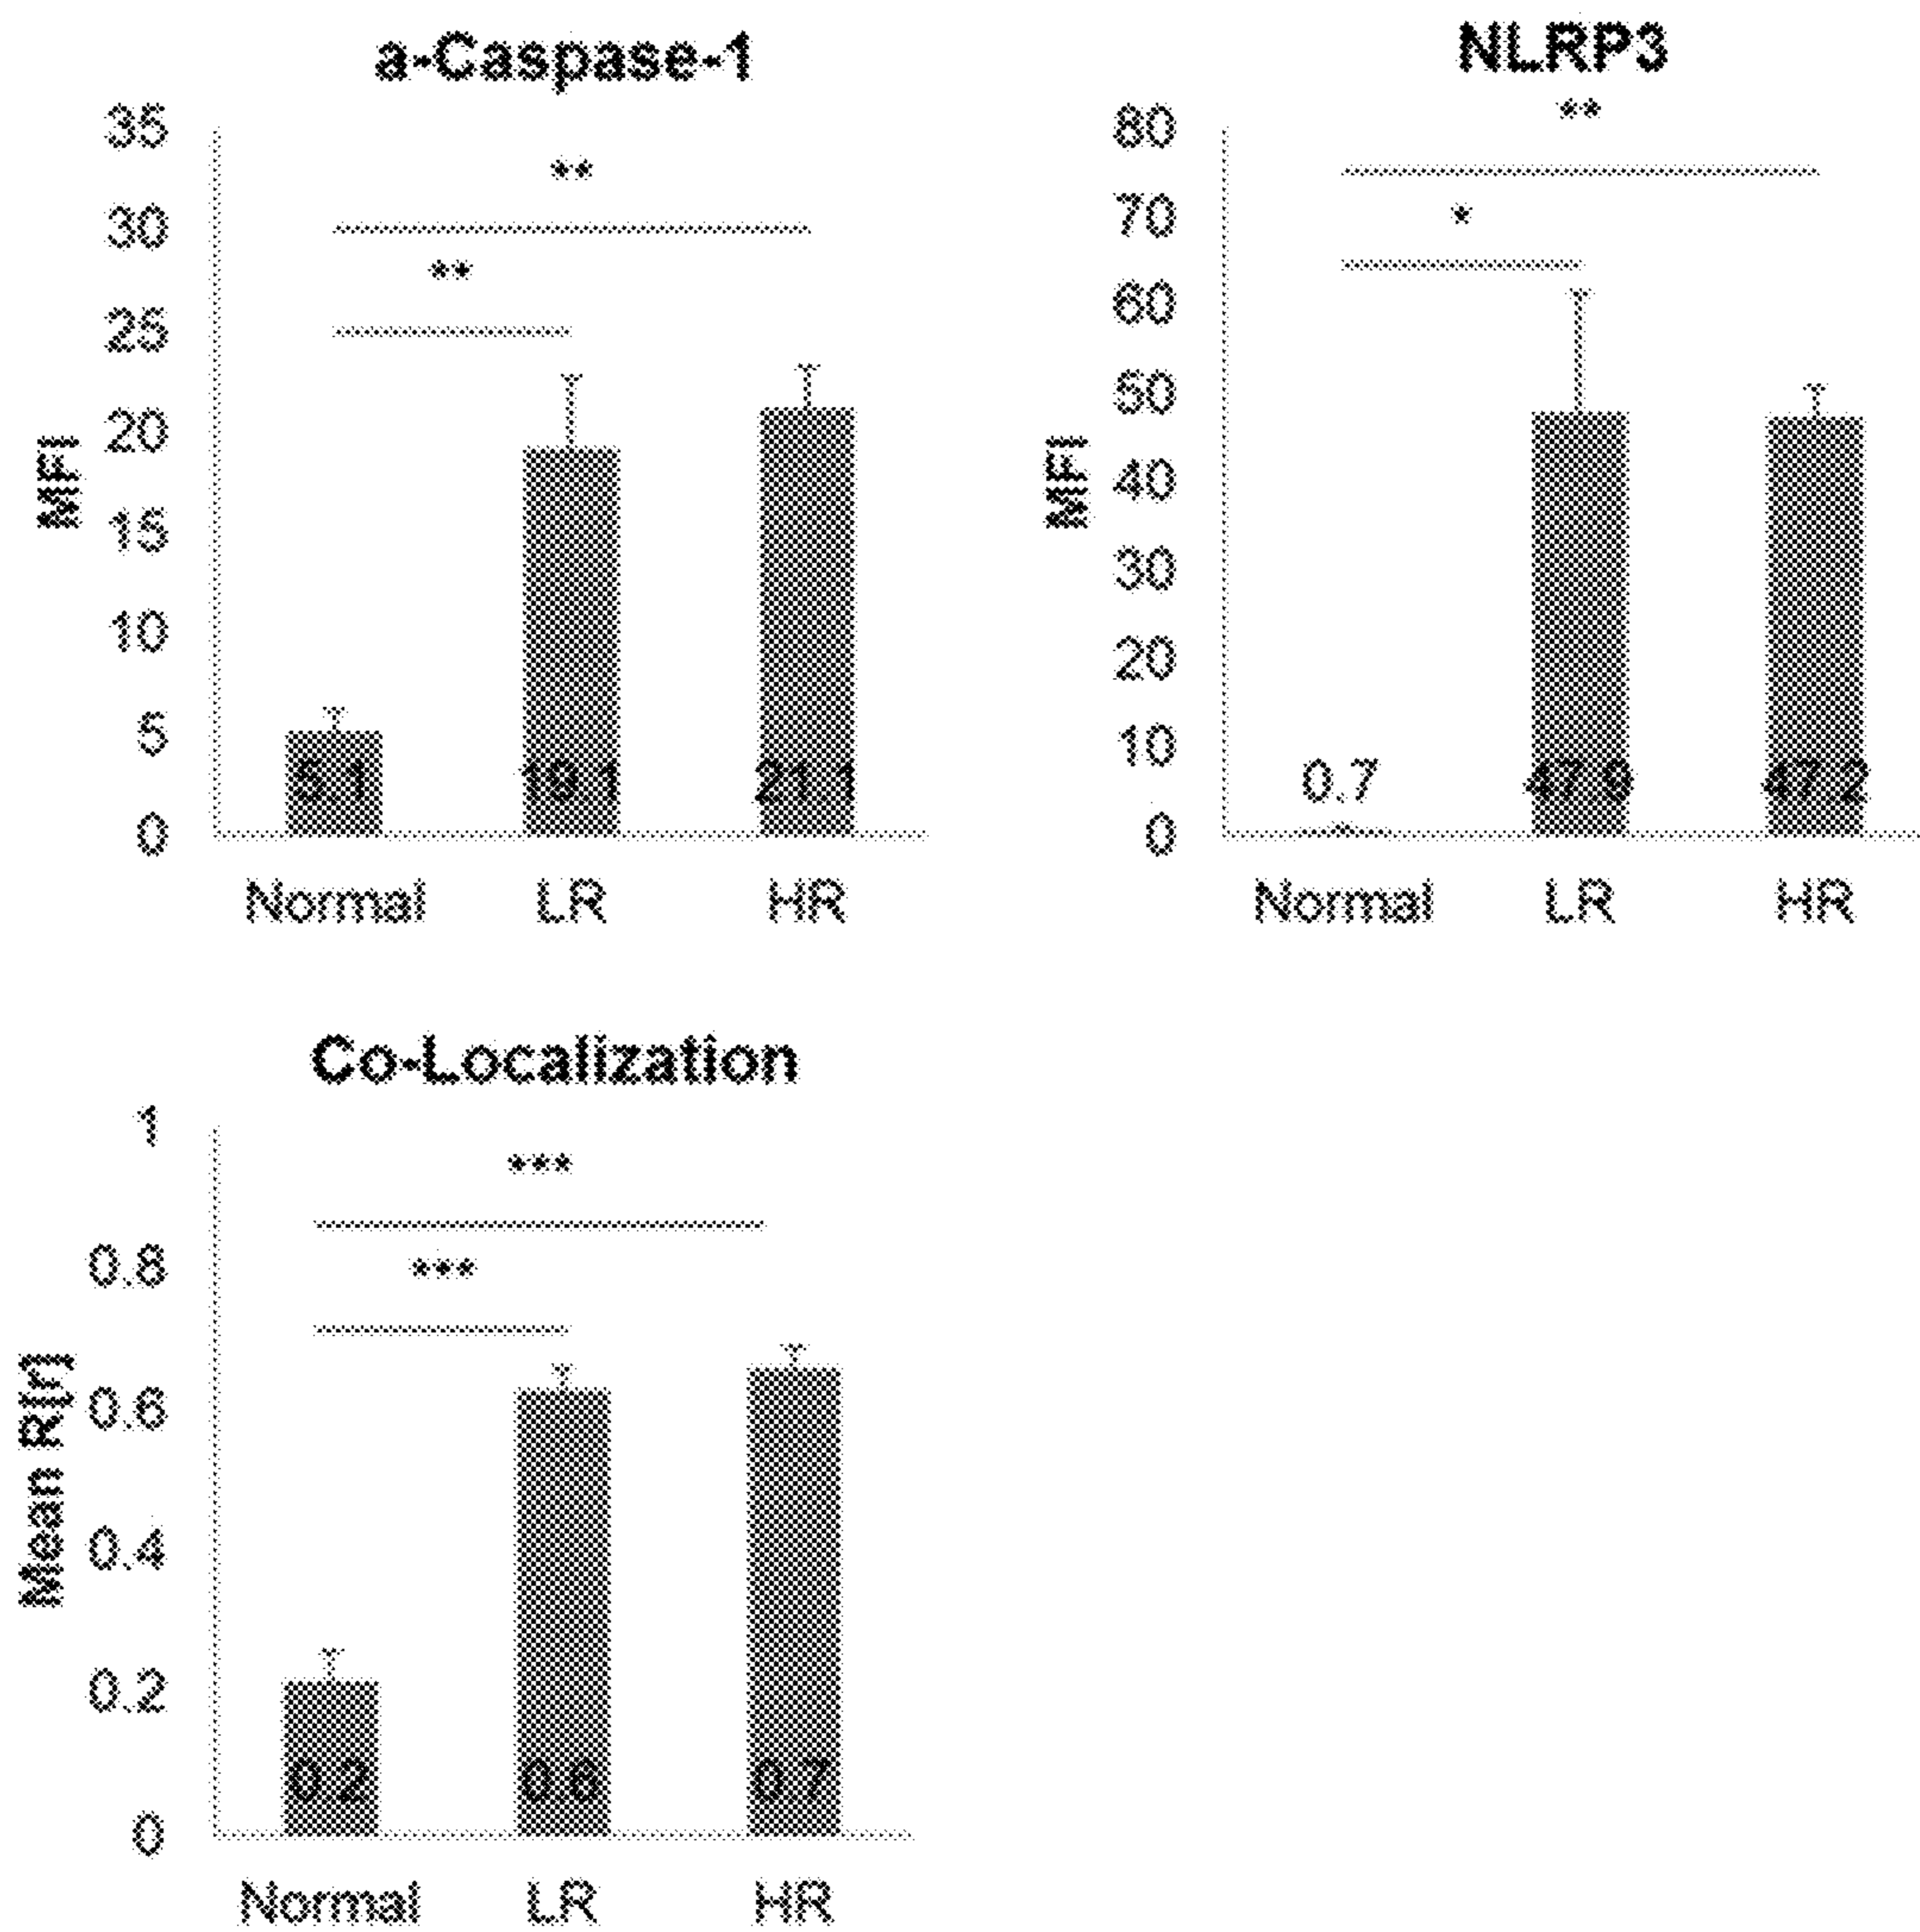 a-Caspase-1
35
**
30
**
25
20
15
10
5
0
MFI
5.1 19.1 21.1
Normal LR HR
NLRP3
**
80
70
*
60
50
40
30
20
10
0
MFI
0.7 47.9 47.2
Normal LR HR
Co-Localization
1
***
0.8
***
0.6
0.4
0.2
0
Mean R[r]
0.2 0.6 0.7
Normal LR HR